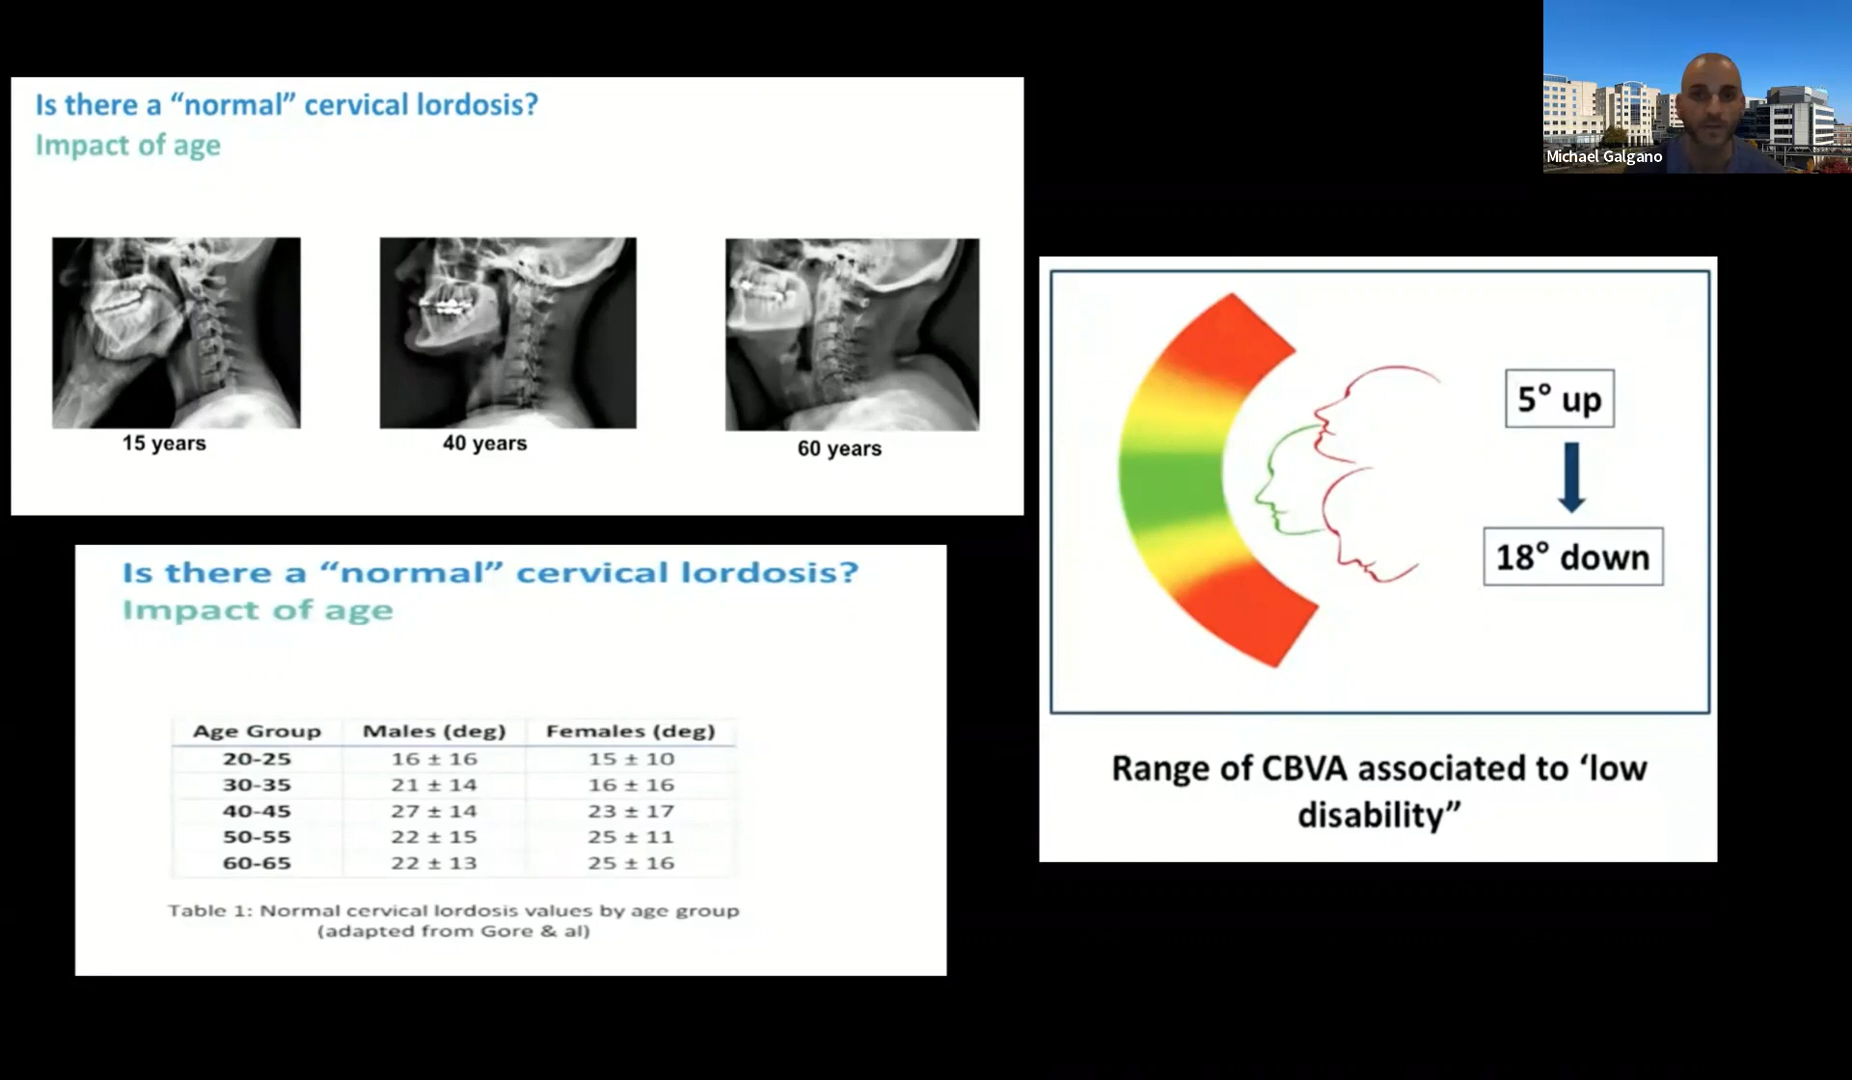 Michael Galgano
Is there a “normal” cervical lordosis?
Impact of age
15 years
40 years
60 years
Is there a “normal” cervical lordosis?
Impact of age
Age Group Males (deg) Females (deg)
20-25 16 ± 16 15 ± 10
30-35 21 ± 14 16 ± 16
40-45 27 ± 14 23 ± 17
50-55 22 ± 15 25 ± 11
60-65 22 ± 13 25 ± 16
Table 1: Normal cervical lordosis values by age group
(adapted from Gore & al)
5° up
18° down
Range of CBVA associated to ‘low
disability”